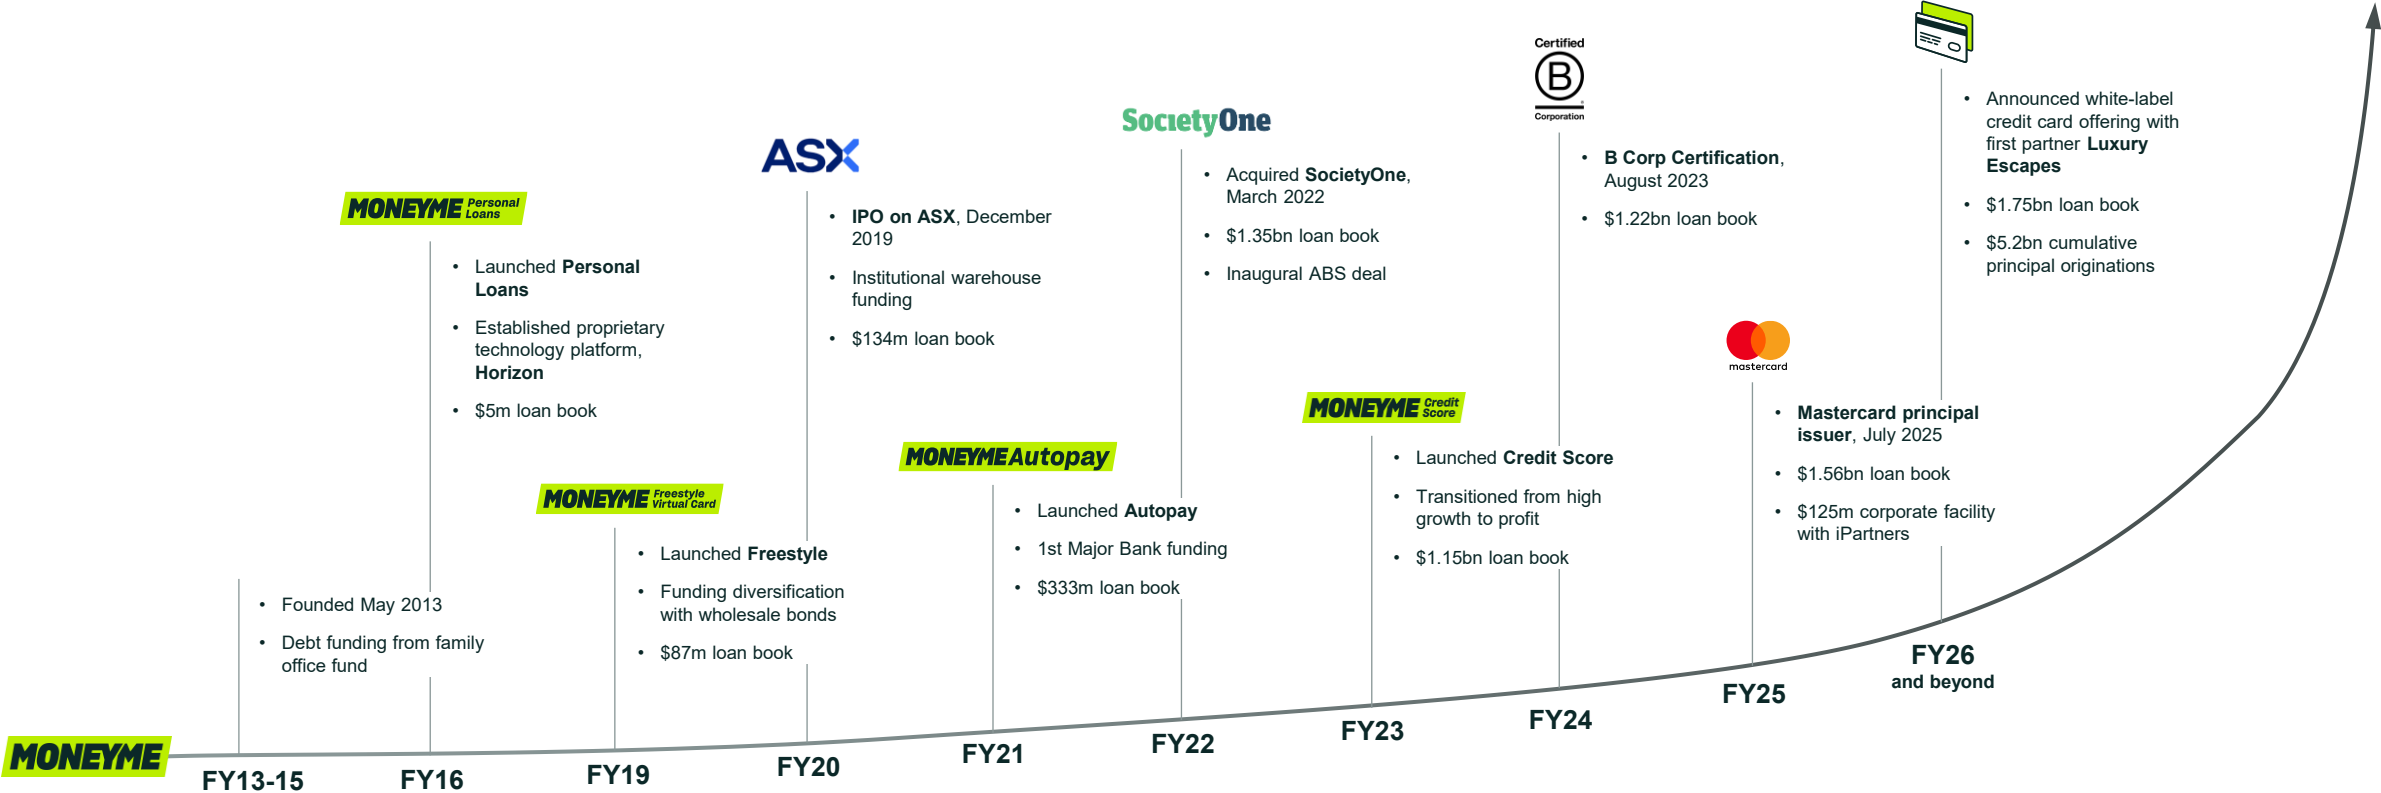 MONEYME
FY13-15
• Founded May 2013
• Debt funding from family
office fund
MONEYME Personal
Loans
• Launched Personal
Loans
• Established proprietary
technology platform,
Horizon
• $5m loan book
FY16
MONEYME Freestyle
Virtual Card
• Launched Freestyle
• Funding diversification
with wholesale bonds
• $87m loan book
FY19
ASX
• IPO on ASX, December
2019
• Institutional warehouse
funding
• $134m loan book
FY20
MONEYME Autopay
• Launched Autopay
• 1st Major Bank funding
• $333m loan book
FY21
SocietyOne
• Acquired SocietyOne,
March 2022
• $1.35bn loan book
• Inaugural ABS deal
FY22
MONEYME Credit
Score
• Launched Credit Score
• Transitioned from high
growth to profit
• $1.15bn loan book
FY23
Certified
B
Corporation
• B Corp Certification,
August 2023
• $1.22bn loan book
FY24
mastercard
• Mastercard principal
issuer, July 2025
• $1.56bn loan book
• $125m corporate facility
with iPartners
FY25
• Announced white-label
credit card offering with
first partner Luxury
Escapes
• $1.75bn loan book
• $5.2bn cumulative
principal originations
FY26
and beyond